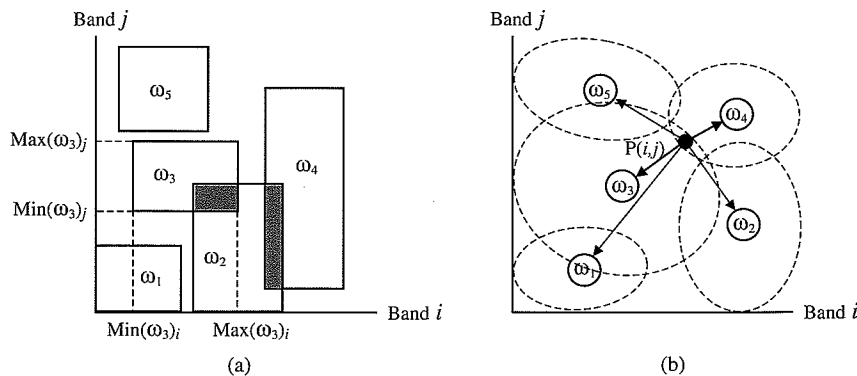 Band j
ω₅
Max(ω₃)j
ω₃
ω₄
Min(ω₃)j
ω₂
ω₁
Band i
Min(ω₃)i
Max(ω₃)i
(a)
Band j
ω₅
ω₄
P(i,j)
ω₃
ω₂
ω₁
Band i
(b)